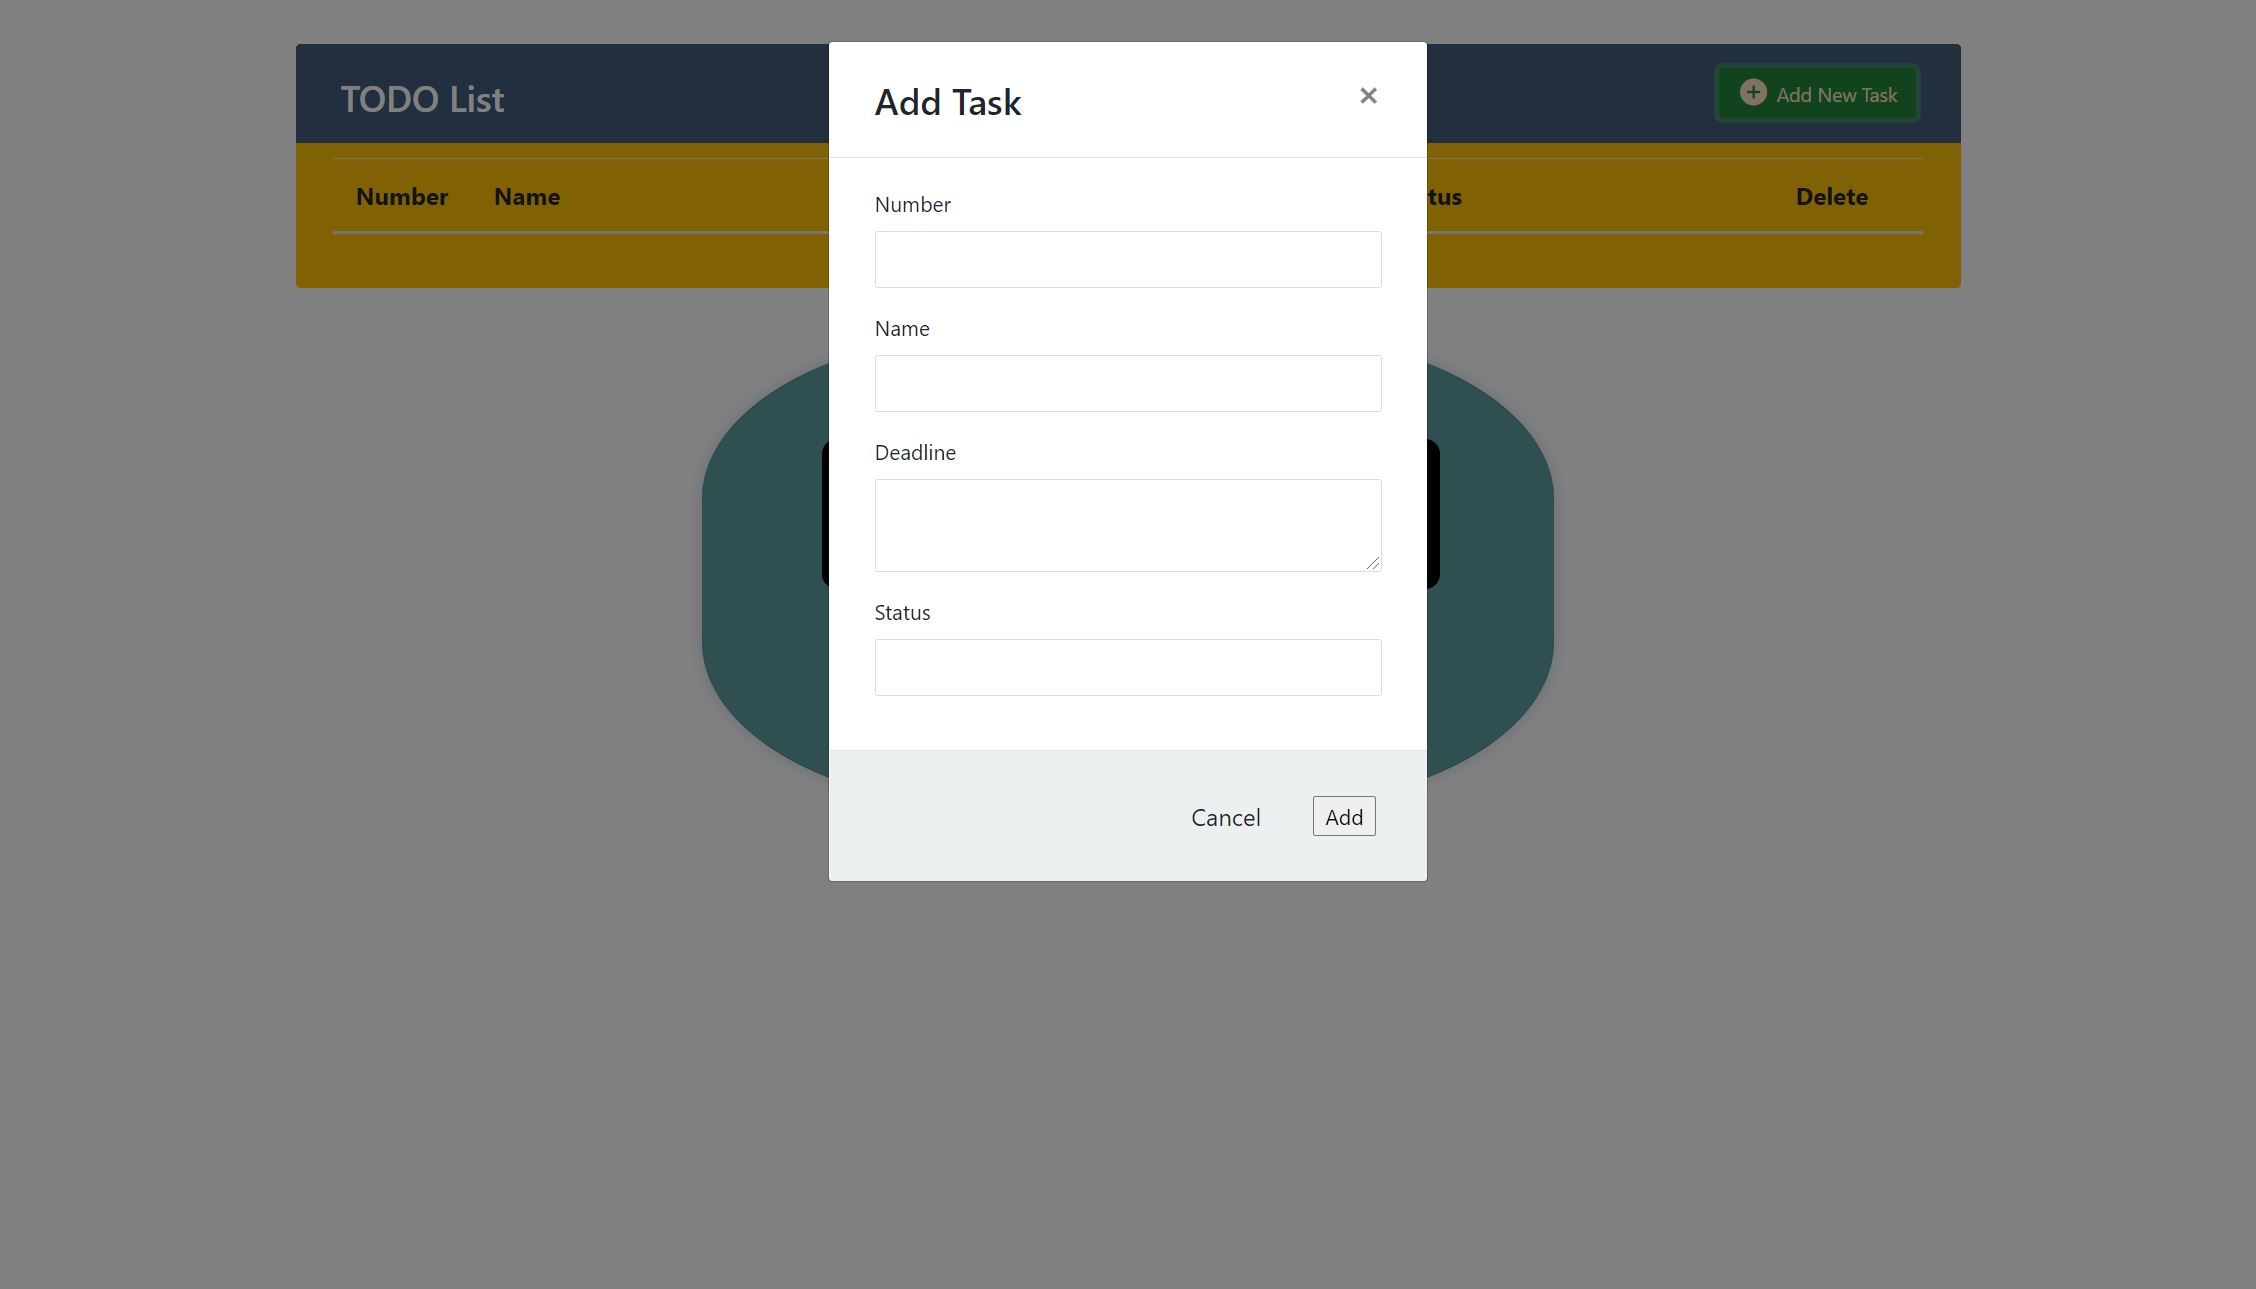 TODO List
Add New Task
Number Name tus Delete
Add Task
Number
Name
Deadline
Status
Cancel Add